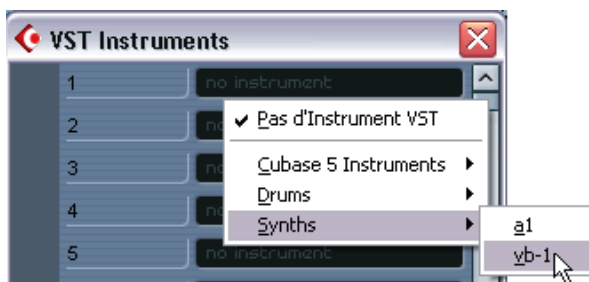 VST Instruments
1 no instrument
2 no
✓ Pas d'Instrument VST
3 no
Cubase 5 Instruments
Drums
4 no
Synths
a1
5 no instrument
vb-1